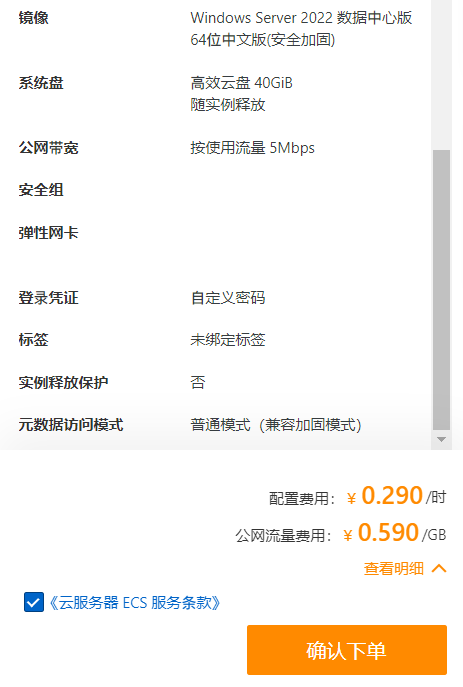 镜像 Windows Server 2022 数据中心版
64位中文版(安全加固)
系统盘 高效云盘 40GiB
随实例释放
公网带宽 按使用流量 5Mbps
安全组
弹性网卡
登录凭证 自定义密码
标签 未绑定标签
实例释放保护 否
元数据访问模式 普通模式（兼容加固模式）
配置费用： ¥ 0.290 /时
公网流量费用： ¥ 0.590 /GB
查看明细
《云服务器 ECS 服务条款》
确认下单